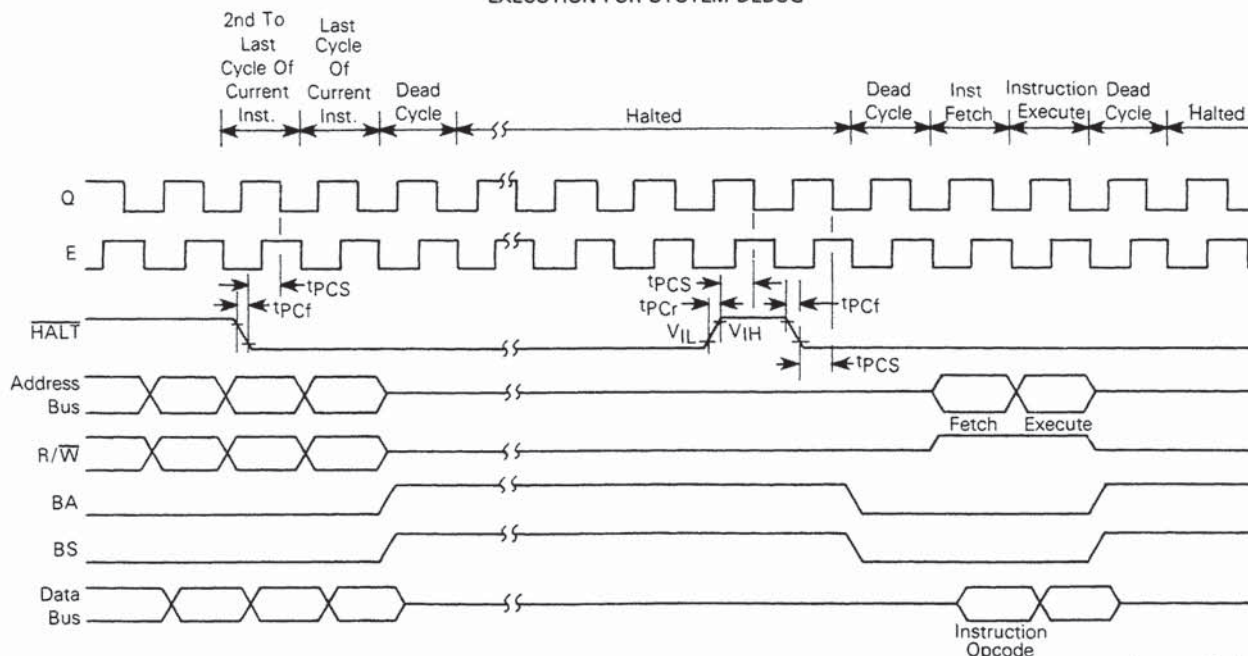 EXECUTION FOR SYSTEM DEBUG
2nd To
Last
Cycle Of
Current
Inst.
Last
Cycle
Of
Current
Inst.
Dead
Cycle
Halted
Dead
Cycle
Inst
Fetch
Instruction
Execute
Dead
Cycle
Halted
Q
E
tPCS
tPCf
tPCS
tPCr
tPCf
HALT
VIL
VIH
tPCS
Address
Bus
Fetch
Execute
R/W
BA
BS
Data
Bus
Instruction
Opcode